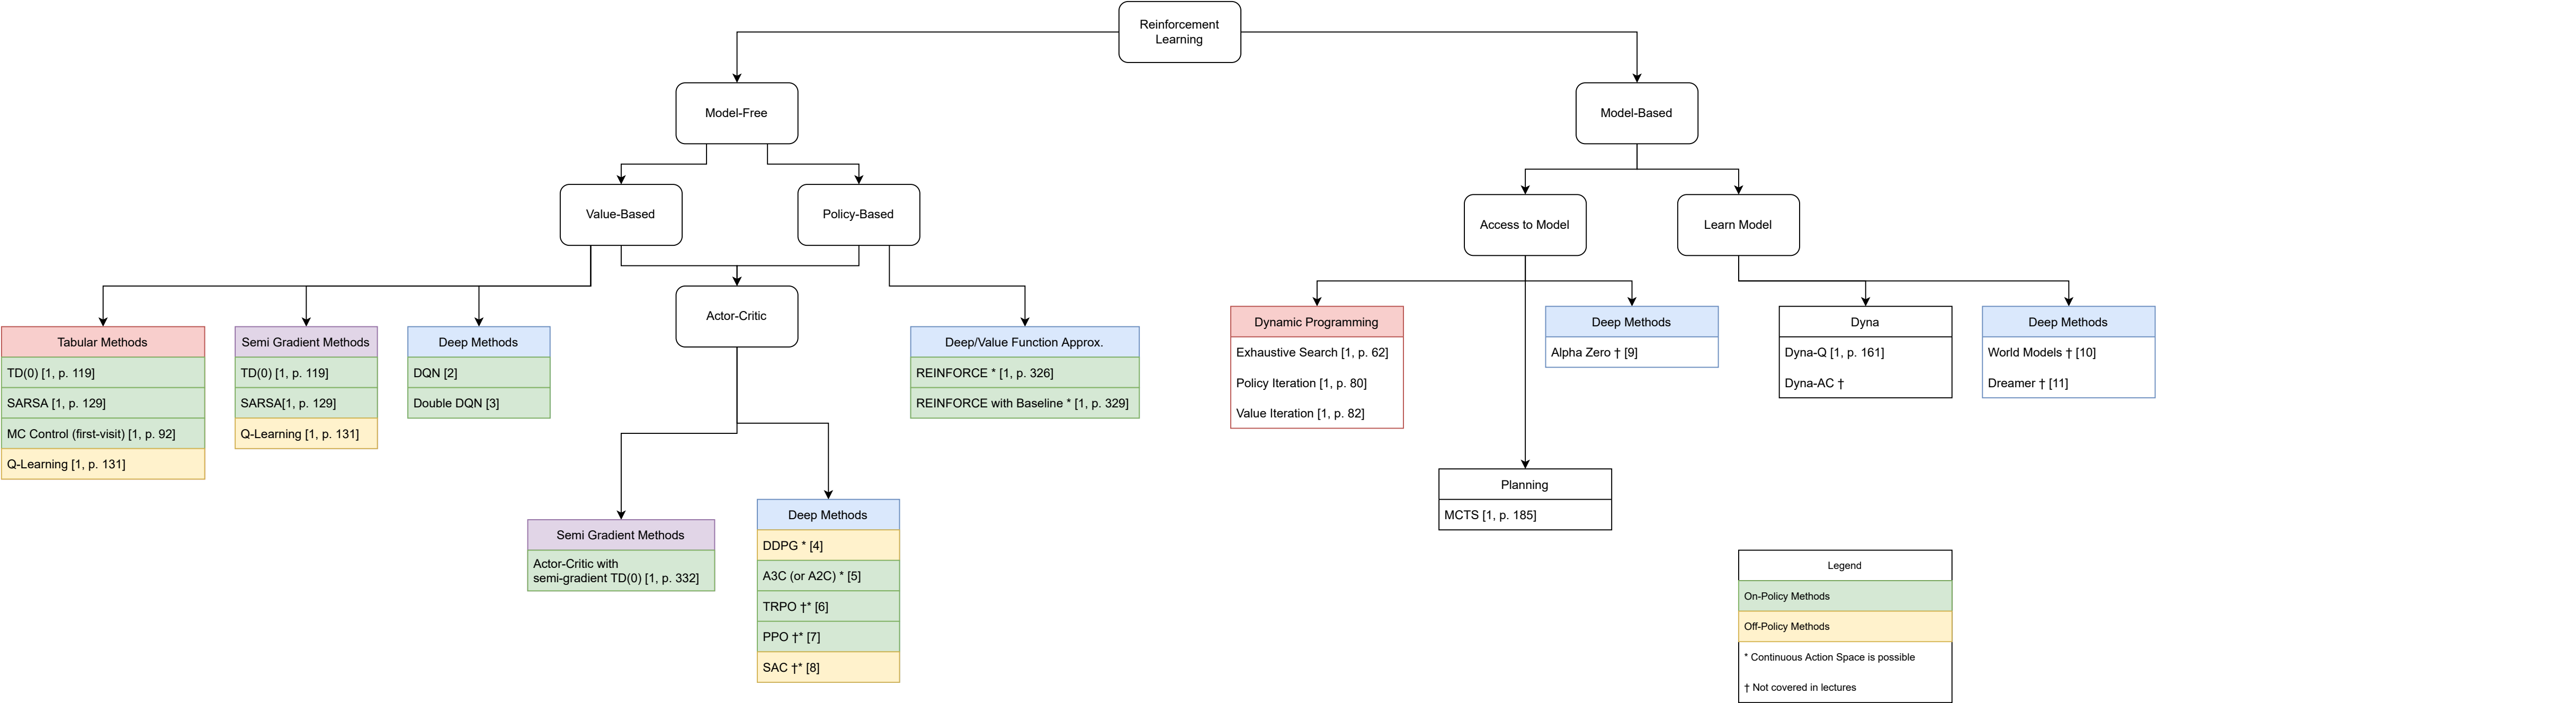 Reinforcement
Learning
Model-Free
Model-Based
Value-Based
Policy-Based
Access to Model
Learn Model
Actor-Critic
Tabular Methods
TD(0) [1, p. 119]
SARSA [1, p. 129]
MC Control (first-visit) [1, p. 92]
Q-Learning [1, p. 131]
Semi Gradient Methods
TD(0) [1, p. 119]
SARSA[1, p. 129]
Q-Learning [1, p. 131]
Deep Methods
DQN [2]
Double DQN [3]
Deep/Value Function Approx.
REINFORCE * [1, p. 326]
REINFORCE with Baseline * [1, p. 329]
Dynamic Programming
Exhaustive Search [1, p. 62]
Policy Iteration [1, p. 80]
Value Iteration [1, p. 82]
Deep Methods
Alpha Zero † [9]
Dyna
Dyna-Q [1, p. 161]
Dyna-AC †
Deep Methods
World Models † [10]
Dreamer † [11]
Planning
MCTS [1, p. 185]
Semi Gradient Methods
Actor-Critic with
semi-gradient TD(0) [1, p. 332]
Deep Methods
DDPG * [4]
A3C (or A2C) * [5]
TRPO †* [6]
PPO †* [7]
SAC †* [8]
Legend
On-Policy Methods
Off-Policy Methods
* Continuous Action Space is possible
† Not covered in lectures